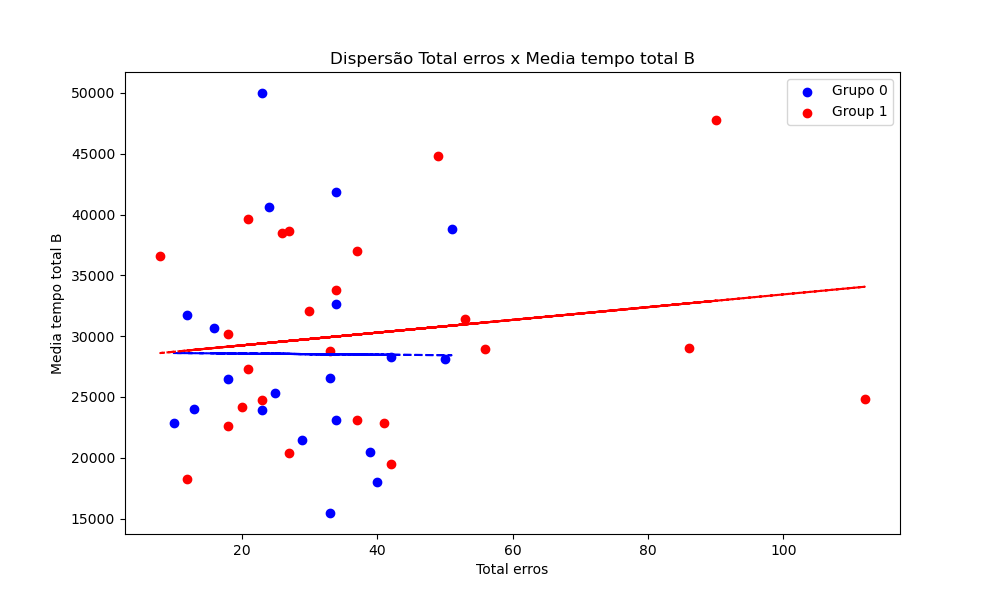 Dispersão Total erros x Media tempo total B
Grupo 0
Group 1
Media tempo total B
50000
45000
40000
35000
30000
25000
20000
15000
20 40 60 80 100
Total erros